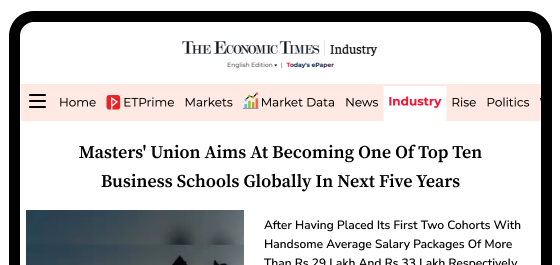 THE ECONOMIC TIMES | Industry
English Edition ▾ | Today's ePaper
Home ETPrime Markets Market Data News Industry Rise Politics
Masters' Union Aims At Becoming One Of Top Ten
Business Schools Globally In Next Five Years
After Having Placed Its First Two Cohorts With
Handsome Average Salary Packages Of More
Than Rs 29 Lakh And Rs 33 Lakh Respectively